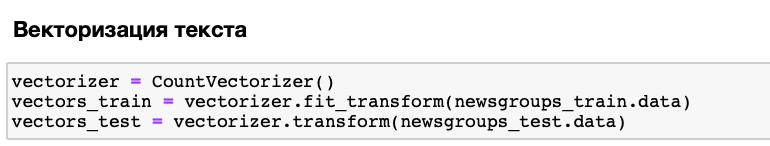 Векторизация текста
vectorizer = CountVectorizer()
vectors_train = vectorizer.fit_transform(newsgroups_train.data)
vectors_test = vectorizer.transform(newsgroups_test.data)